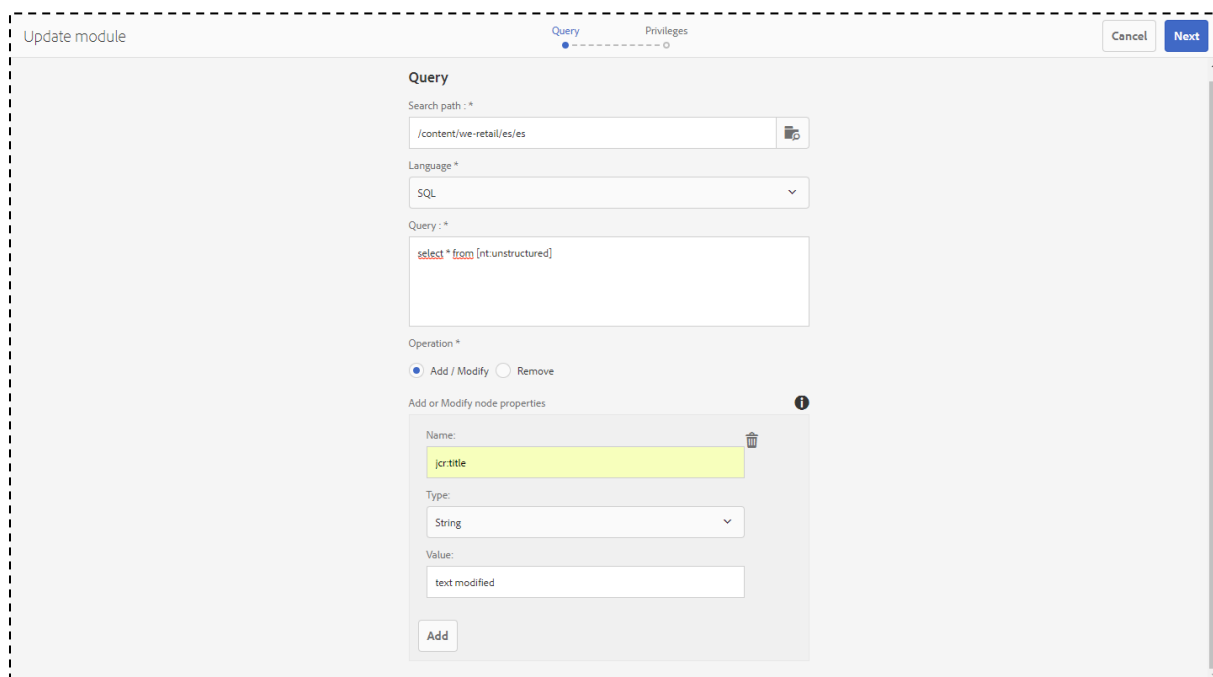 Update module
Query Privileges
Cancel Next
Query
Search path : *
/content/we-retail/es/es
Language *
SQL
Query : *
select * from [nt:unstructured]
Operation *
Add / Modify Remove
Add or Modify node properties
Name:
jcr:title
Type:
String
Value:
text modified
Add